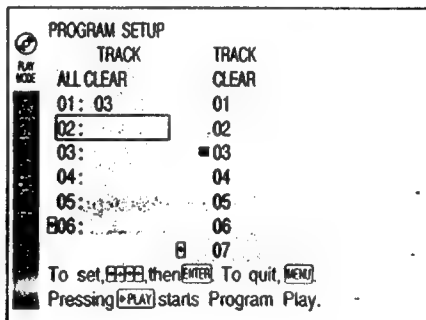 PROGRAM SETUP
PLAY MODE
TRACK TRACK
ALL CLEAR CLEAR
01: 03 01
02: 02
03: 03
04: 04
05: 05
06: 06
07
To set, then ENTER. To quit, MENU.
Pressing PLAY starts Program Play.